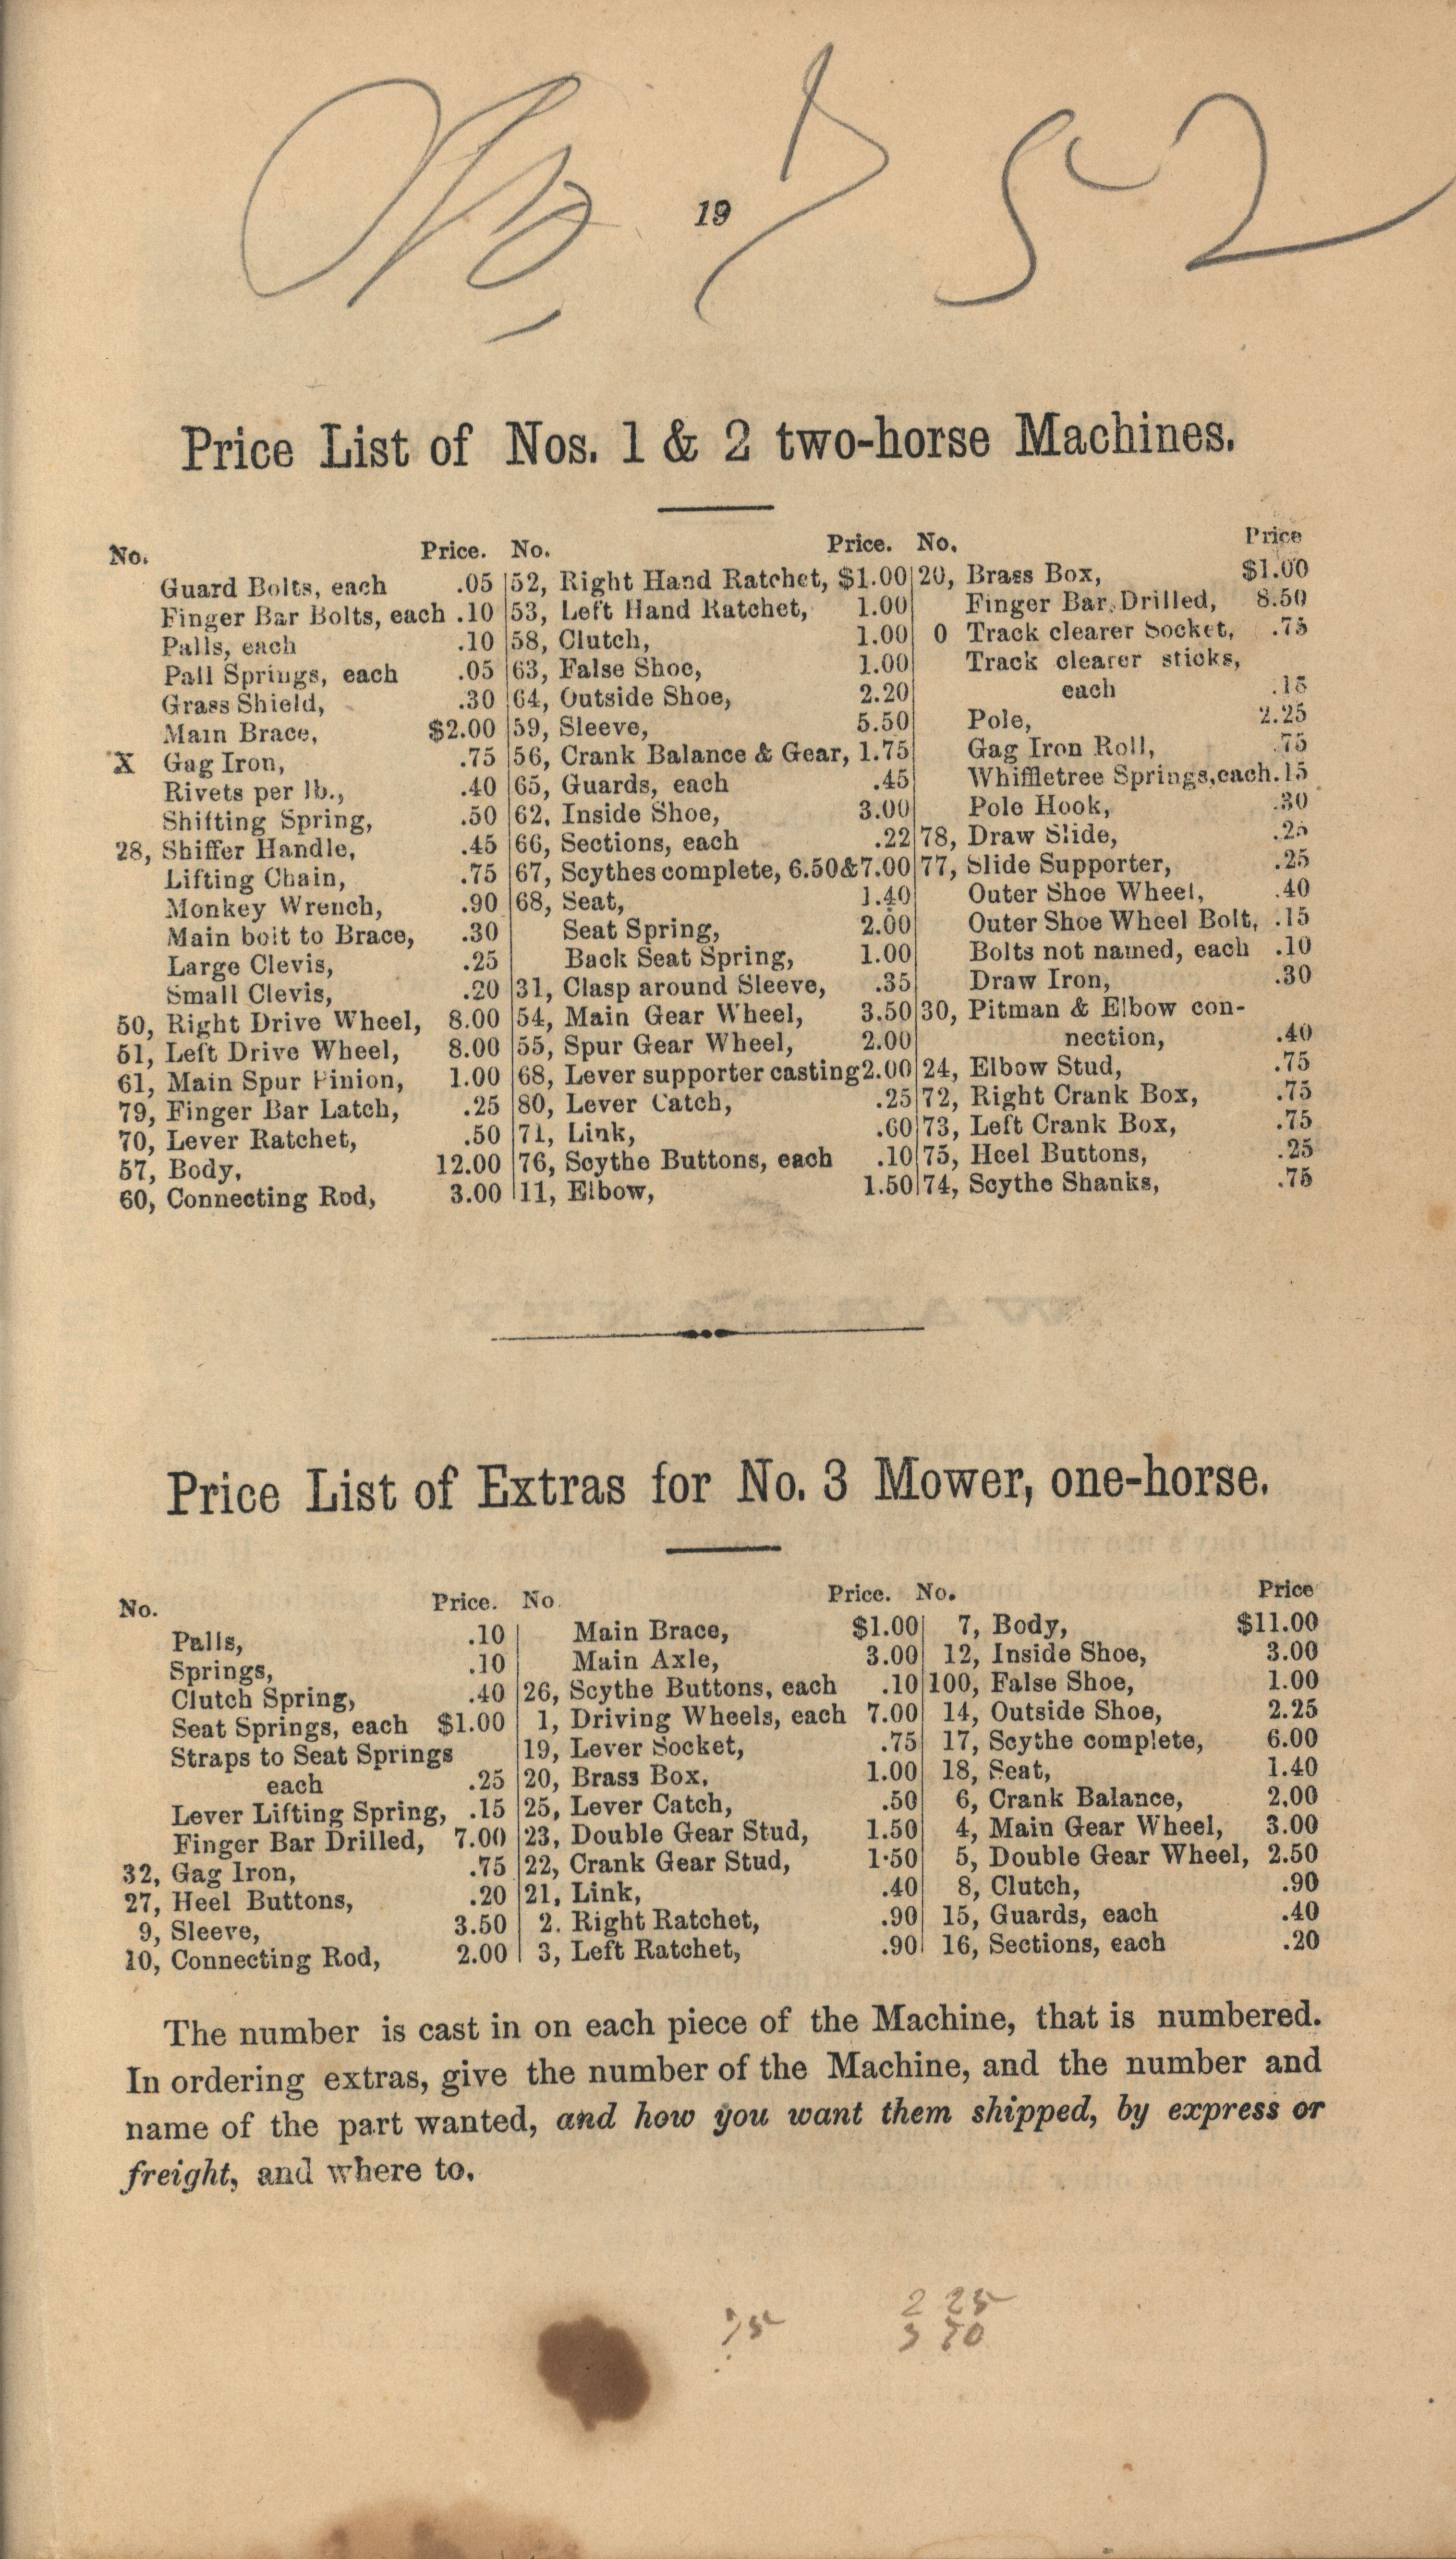 19
Price List of Nos. 1 & 2 two-horse Machines.
No. Price.
Guard Bolts, each .05
Finger Bar Bolts, each .10
Palls, each .10
Pall Springs, each .05
Grass Shield, .30
Main Brace, $2.00
X Gag Iron, .75
Rivets per lb., .40
Shifting Spring, .50
28, Shiffer Handle, .45
Lifting Chain, .75
Monkey Wrench, .90
Main bolt to Brace, .30
Large Clevis, .25
Small Clevis, .20
50, Right Drive Wheel, 8.00
51, Left Drive Wheel, 8.00
61, Main Spur Pinion, 1.00
79, Finger Bar Latch, .25
70, Lever Ratchet, .50
57, Body, 12.00
60, Connecting Rod, 3.00
No. Price.
52, Right Hand Ratchet, $1.00
53, Left Hand Ratchet, 1.00
58, Clutch, 1.00
63, False Shoe, 1.00
64, Outside Shoe, 2.20
59, Sleeve, 5.50
56, Crank Balance & Gear, 1.75
65, Guards, each .45
62, Inside Shoe, 3.00
66, Sections, each .22
67, Scythes complete, 6.50&7.00
68, Seat, 1.40
Seat Spring, 2.00
Back Seat Spring, 1.00
31, Clasp around Sleeve, .35
54, Main Gear Wheel, 3.50
55, Spur Gear Wheel, 2.00
68, Lever supporter casting 2.00
80, Lever Catch, .25
71, Link, .60
76, Scythe Buttons, each .10
11, Elbow, 1.50
No. Price
20, Brass Box, $1.00
Finger Bar Drilled, 8.50
0 Track clearer Socket, .75
Track clearer sticks,
each .15
Pole, 2.25
Gag Iron Roll, .75
Whiffletree Springs, each .15
Pole Hook, .30
78, Draw Slide, .25
77, Slide Supporter, .25
Outer Shoe Wheel, .40
Outer Shoe Wheel Bolt, .15
Bolts not named, each .10
Draw Iron, .30
30, Pitman & Elbow con-
nection, .40
24, Elbow Stud, .75
72, Right Crank Box, .75
73, Left Crank Box, .75
75, Heel Buttons, .25
74, Scythe Shanks, .75
Price List of Extras for No. 3 Mower, one-horse.
No. Price.
Palls, .10
Springs, .10
Clutch Spring, .40
Seat Springs, each $1.00
Straps to Seat Springs
each .25
Lever Lifting Spring, .15
Finger Bar Drilled, 7.00
32, Gag Iron, .75
27, Heel Buttons, .20
9, Sleeve, 3.50
10, Connecting Rod, 2.00
No. Price.
Main Brace, $1.00
Main Axle, 3.00
26, Scythe Buttons, each .10
1, Driving Wheels, each 7.00
19, Lever Socket, .75
20, Brass Box, 1.00
25, Lever Catch, .50
23, Double Gear Stud, 1.50
22, Crank Gear Stud, 1·50
21, Link, .40
2. Right Ratchet, .90
3, Left Ratchet, .90
No. Price
7, Body, $11.00
12, Inside Shoe, 3.00
100, False Shoe, 1.00
14, Outside Shoe, 2.25
17, Scythe complete, 6.00
18, Seat, 1.40
6, Crank Balance, 2.00
4, Main Gear Wheel, 3.00
5, Double Gear Wheel, 2.50
8, Clutch, .90
15, Guards, each .40
16, Sections, each .20
The number is cast in on each piece of the Machine, that is numbered.
In ordering extras, give the number of the Machine, and the number and
name of the part wanted, and how you want them shipped, by express or
freight, and where to.
75 2 25